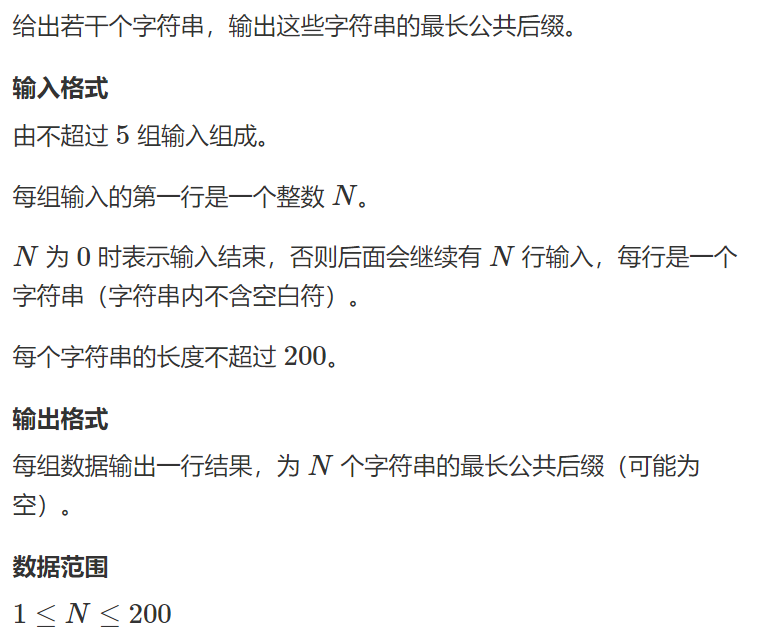 给出若干个字符串，输出这些字符串的最长公共后缀。
输入格式
由不超过 5 组输入组成。
每组输入的第一行是一个整数 N。
N 为 0 时表示输入结束，否则后面会继续有 N 行输入，每行是一个
字符串（字符串内不含空白符）。
每个字符串的长度不超过 200。
输出格式
每组数据输出一行结果，为 N 个字符串的最长公共后缀（可能为
空）。
数据范围
1 ≤ N ≤ 200